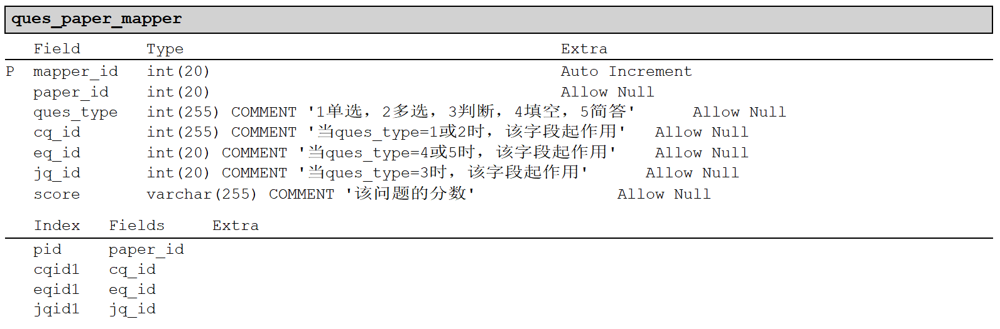 ques_paper_mapper
Field Type Extra
P mapper_id int(20) Auto Increment
paper_id int(20) Allow Null
ques_type int(255) COMMENT '1单选，2多选，3判断，4填空，5简答' Allow Null
cq_id int(255) COMMENT '当ques_type=1或2时，该字段起作用' Allow Null
eq_id int(20) COMMENT '当ques_type=4或5时，该字段起作用' Allow Null
jq_id int(20) COMMENT '当ques_type=3时，该字段起作用' Allow Null
score varchar(255) COMMENT '该问题的分数' Allow Null
Index Fields Extra
pid paper_id
cqid1 cq_id
eqid1 eq_id
jqid1 jq_id